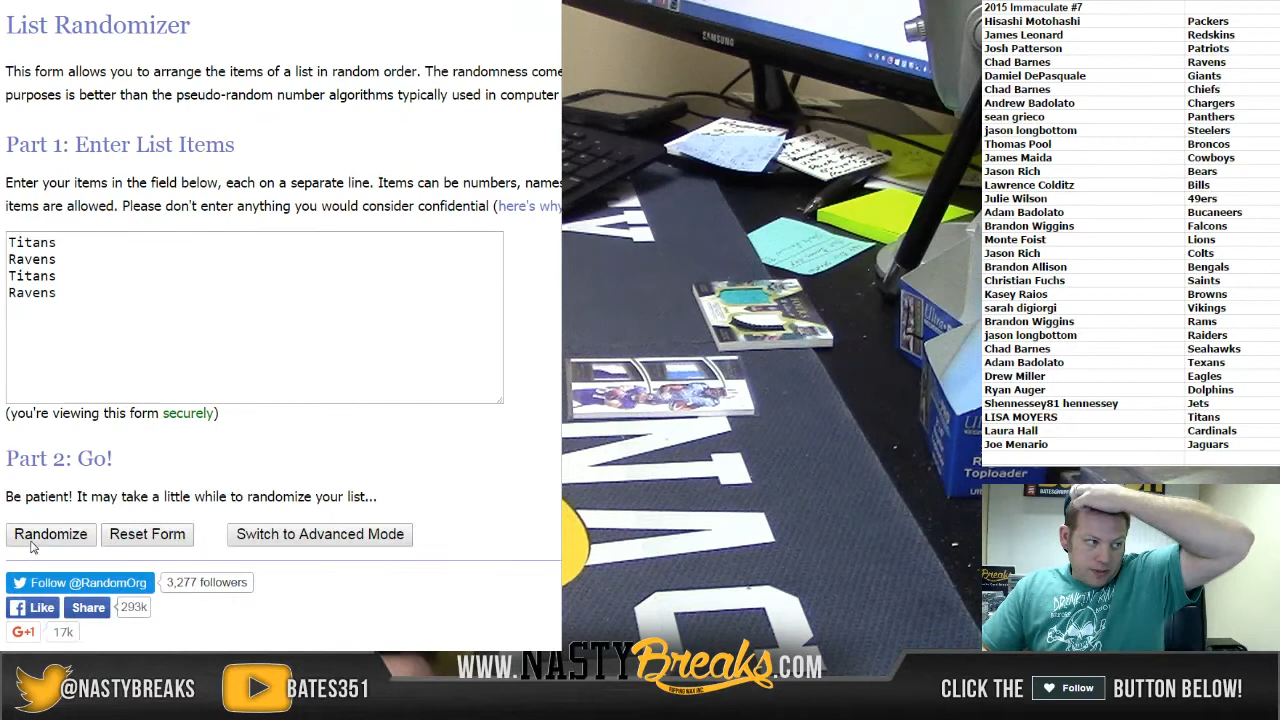 List Randomizer
This form allows you to arrange the items of a list in random order. The randomness come
purposes is better than the pseudo-random number algorithms typically used in computer
Part 1: Enter List Items
Enter your items in the field below, each on a separate line. Items can be numbers, names
items are allowed. Please don't enter anything you would consider confidential (here's why
Titans
Ravens
Titans
Ravens
(you're viewing this form securely)
Part 2: Go!
Be patient! It may take a little while to randomize your list...
Randomize Reset Form Switch to Advanced Mode
Follow @RandomOrg 3,277 followers
Like Share 293k
G+1 17k
SAMSUNG
Toploader
2015 Immaculate #7
Hisashi Motohashi Packers
James Leonard Redskins
Josh Patterson Patriots
Chad Barnes Ravens
Daniel DePasquale Giants
Chad Barnes Chiefs
Andrew Badolato Chargers
sean grieco Panthers
jason longbottom Steelers
Thomas Pool Broncos
James Maida Cowboys
Jason Rich Bears
Lawrence Colditz Bills
Julie Wilson 49ers
Adam Badolato Bucaneers
Brandon Wiggins Falcons
Monte Foist Lions
Jason Rich Colts
Brandon Allison Bengals
Christian Fuchs Saints
Kasey Raios Browns
sarah digiorgi Vikings
Brandon Wiggins Rams
jason longbottom Raiders
Chad Barnes Seahawks
Adam Badolato Texans
Drew Miller Eagles
Ryan Auger Dolphins
Shennessey81 hennessey Jets
LISA MOYERS Titans
Laura Hall Cardinals
Joe Menario Jaguars
@NASTYBREAKS BATES351 WWW.NASTYBreaks.COM CLICK THE Follow BUTTON BELOW!
RIPPING WAX INC.